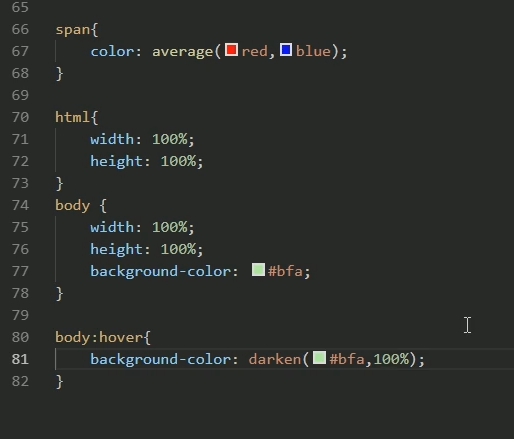 65
66 span{
67 color: average(red,blue);
68 }
69
70 html{
71 width: 100%;
72 height: 100%;
73 }
74 body {
75 width: 100%;
76 height: 100%;
77 background-color: #bfa;
78 }
79
80 body:hover{
81 background-color: darken(#bfa,100%);
82 }